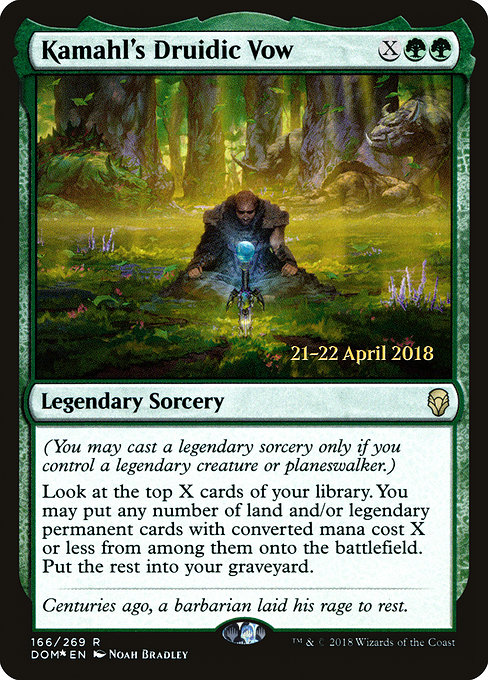 Kamahl's Druidic Vow X
21–22 April 2018
Legendary Sorcery
(You may cast a legendary sorcery only if you
control a legendary creature or planeswalker.)
Look at the top X cards of your library. You
may put any number of land and/or legendary
permanent cards with converted mana cost X
or less from among them onto the battlefield.
Put the rest into your graveyard.
Centuries ago, a barbarian laid his rage to rest.
166/269 R
™ & © 2018 Wizards of the Coast
DOM★EN Noah Bradley